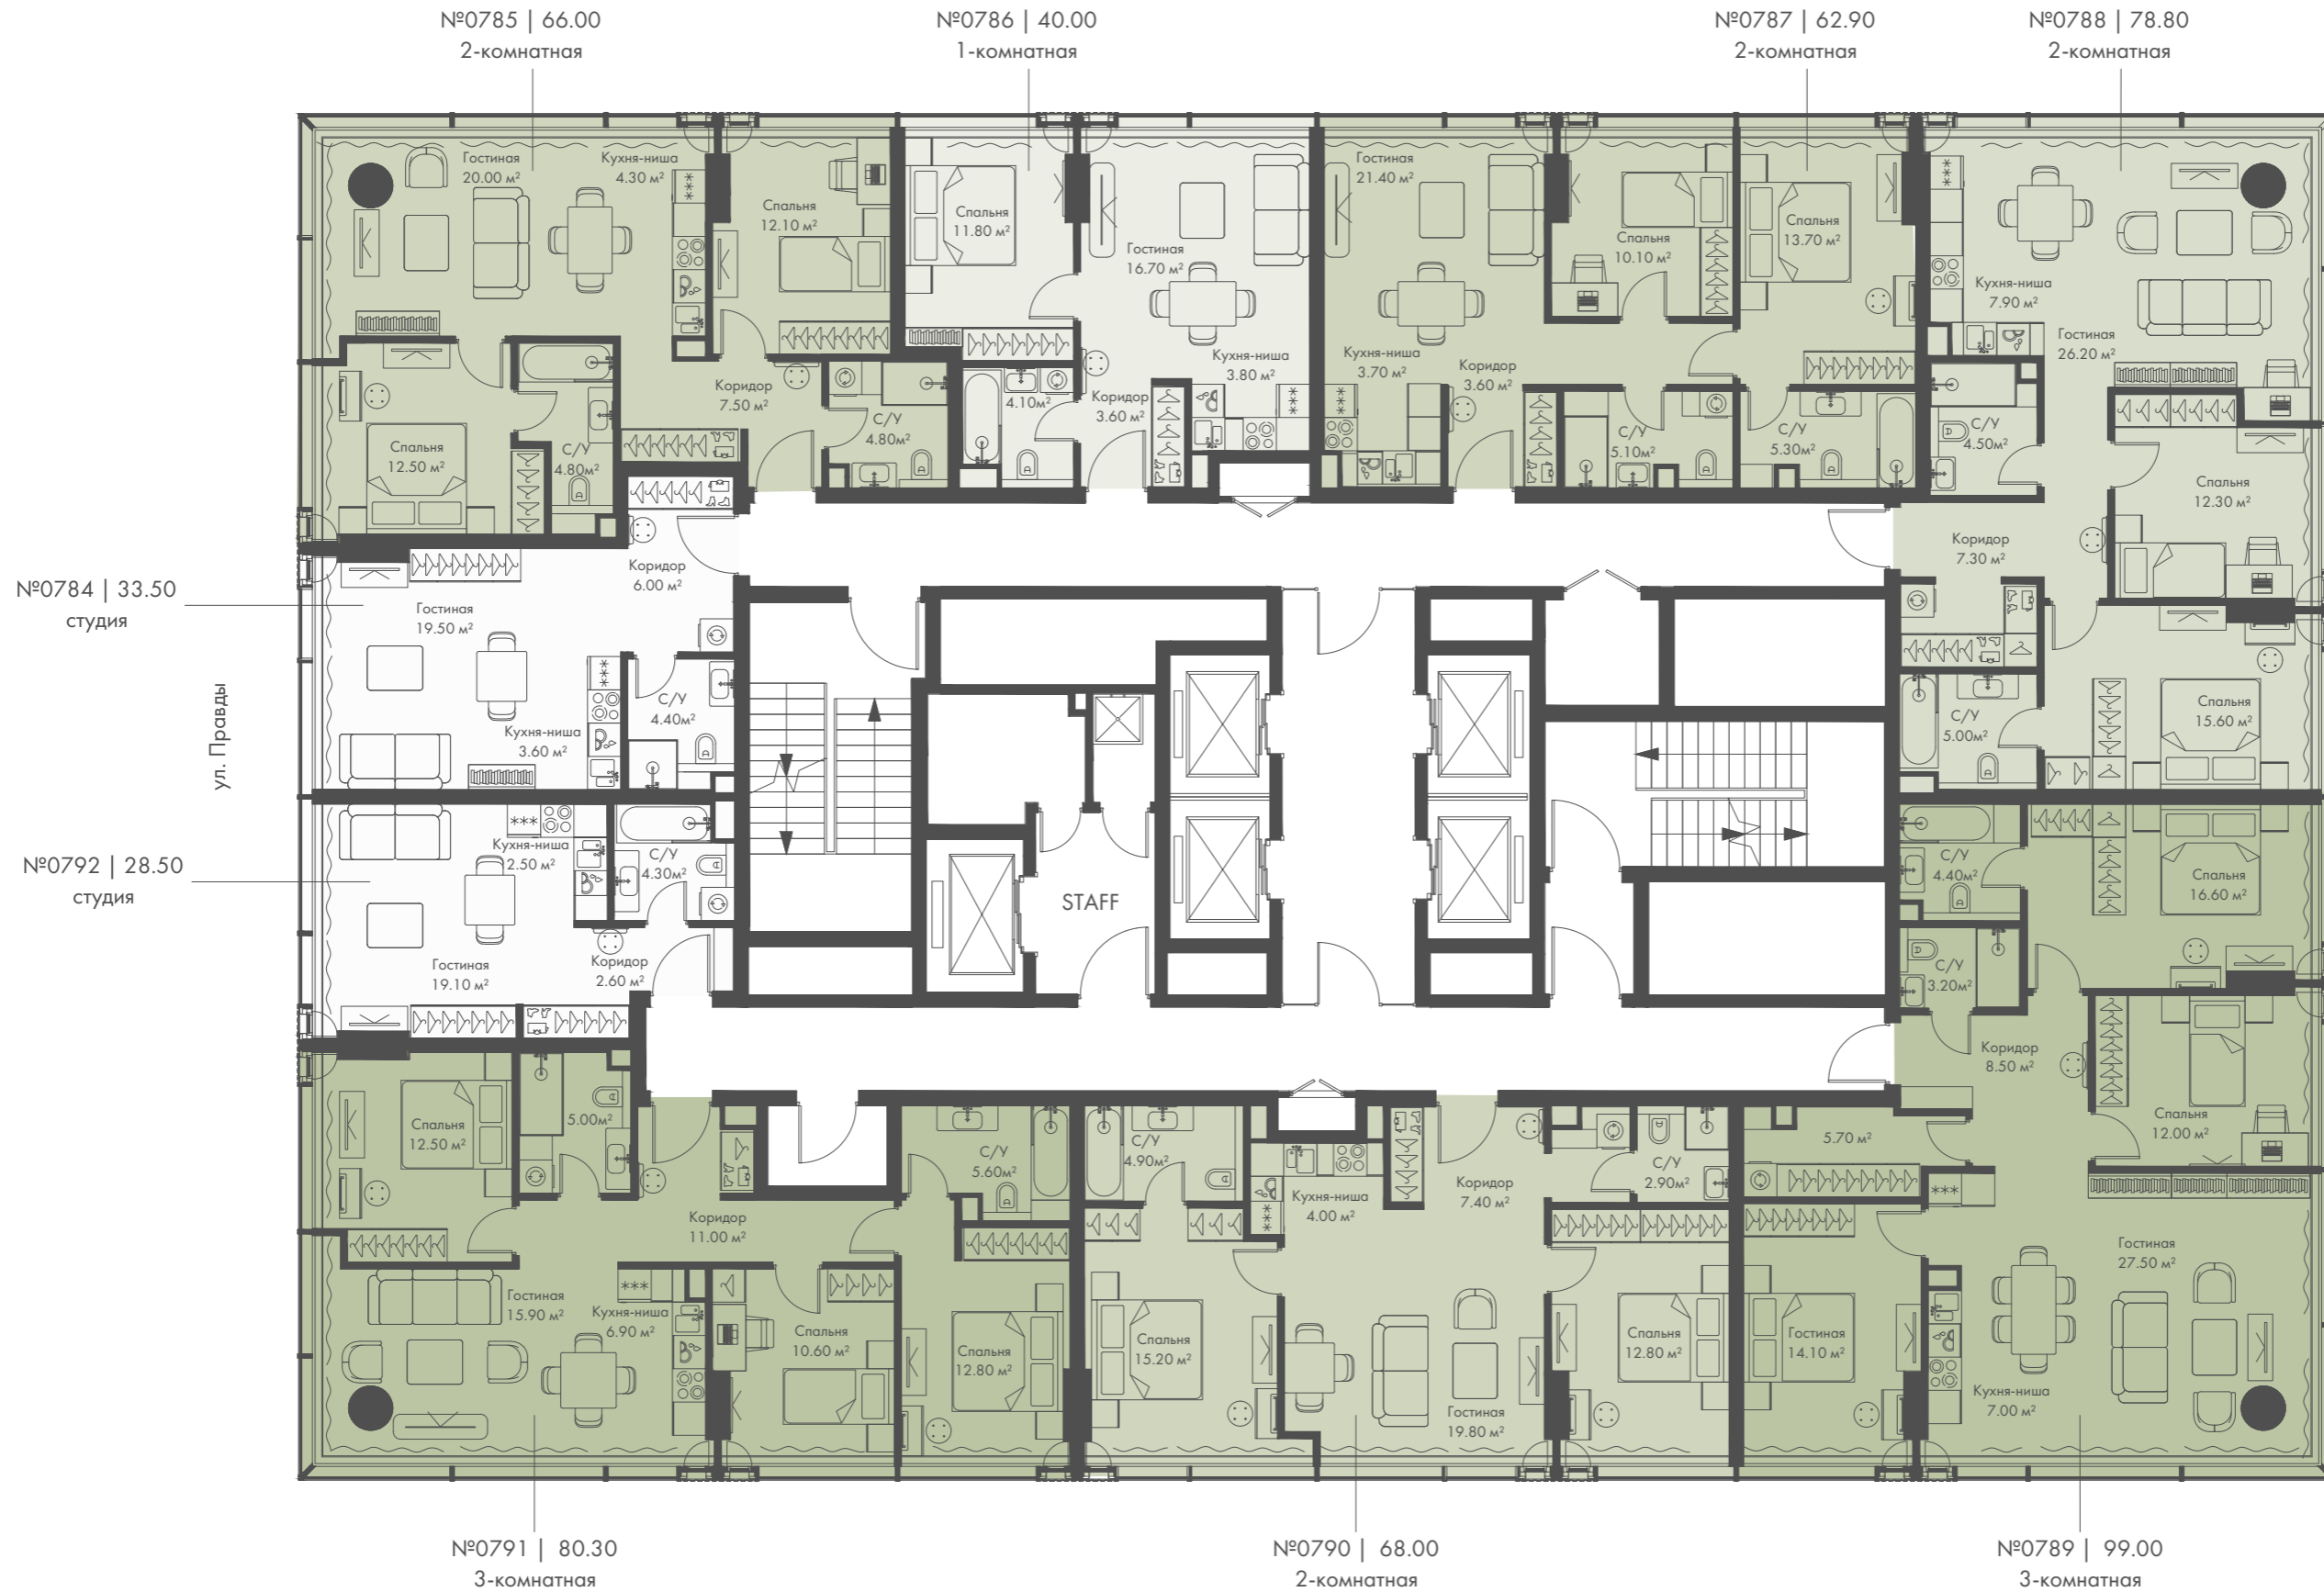 №0785 | 66.00
2-комнатная
№0786 | 40.00
1-комнатная
№0787 | 62.90
2-комнатная
№0788 | 78.80
2-комнатная
Гостиная
20.00 м²
Кухня-ниша
4.30 м²
Спальня
12.10 м²
Спальня
12.50 м²
С/У
4.80м²
Коридор
7.50 м²
С/У
4.80м²
Спальня
11.80 м²
Гостиная
16.70 м²
Кухня-ниша
3.80 м²
4.10м²
Коридор
3.60 м²
Гостиная
21.40 м²
Кухня-ниша
3.70 м²
Коридор
3.60 м²
Спальня
10.10 м²
Спальня
13.70 м²
С/У
5.10м²
С/У
5.30м²
Кухня-ниша
7.90 м²
Гостиная
26.20 м²
С/У
4.50м²
Спальня
12.30 м²
Коридор
7.30 м²
Спальня
15.60 м²
С/У
5.00м²
№0784 | 33.50
студия
Гостиная
19.50 м²
Коридор
6.00 м²
С/У
4.40м²
Кухня-ниша
3.60 м²
ул. Правды
№0792 | 28.50
студия
Кухня-ниша
2.50 м²
С/У
4.30м²
Гостиная
19.10 м²
Коридор
2.60 м²
STAFF
С/У
4.40м²
Спальня
16.60 м²
С/У
3.20м²
Коридор
8.50 м²
Спальня
12.00 м²
5.70 м²
Гостиная
27.50 м²
Гостиная
14.10 м²
Кухня-ниша
7.00 м²
Спальня
12.50 м²
5.00м²
Коридор
11.00 м²
С/У
5.60м²
Гостиная
15.90 м²
Кухня-ниша
6.90 м²
Спальня
10.60 м²
Спальня
12.80 м²
С/У
4.90м²
Кухня-ниша
4.00 м²
Коридор
7.40 м²
С/У
2.90м²
Спальня
15.20 м²
Гостиная
19.80 м²
Спальня
12.80 м²
№0791 | 80.30
3-комнатная
№0790 | 68.00
2-комнатная
№0789 | 99.00
3-комнатная